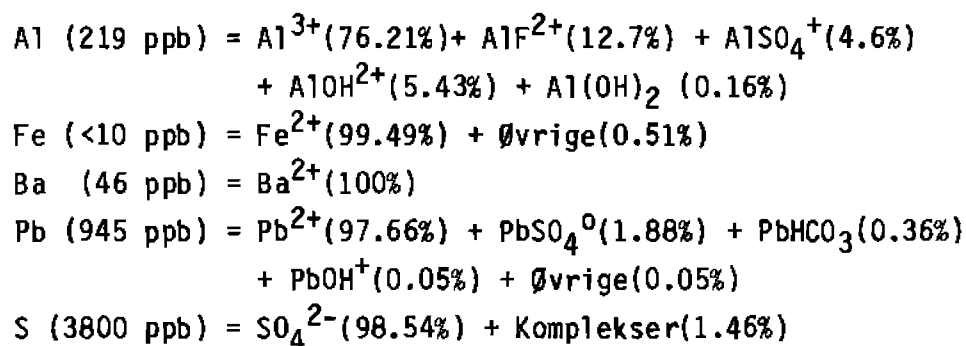 Al (219 ppb) = Al³⁺(76.21%)+ AlF²⁺(12.7%) + AlSO₄⁺(4.6%)
+ AlOH²⁺(5.43%) + Al(OH)₂ (0.16%)
Fe (<10 ppb) = Fe²⁺(99.49%) + Øvrige(0.51%)
Ba (46 ppb) = Ba²⁺(100%)
Pb (945 ppb) = Pb²⁺(97.66%) + PbSO₄⁰(1.88%) + PbHCO₃(0.36%)
+ PbOH⁺(0.05%) + Øvrige(0.05%)
S (3800 ppb) = SO₄²⁻(98.54%) + Komplekser(1.46%)